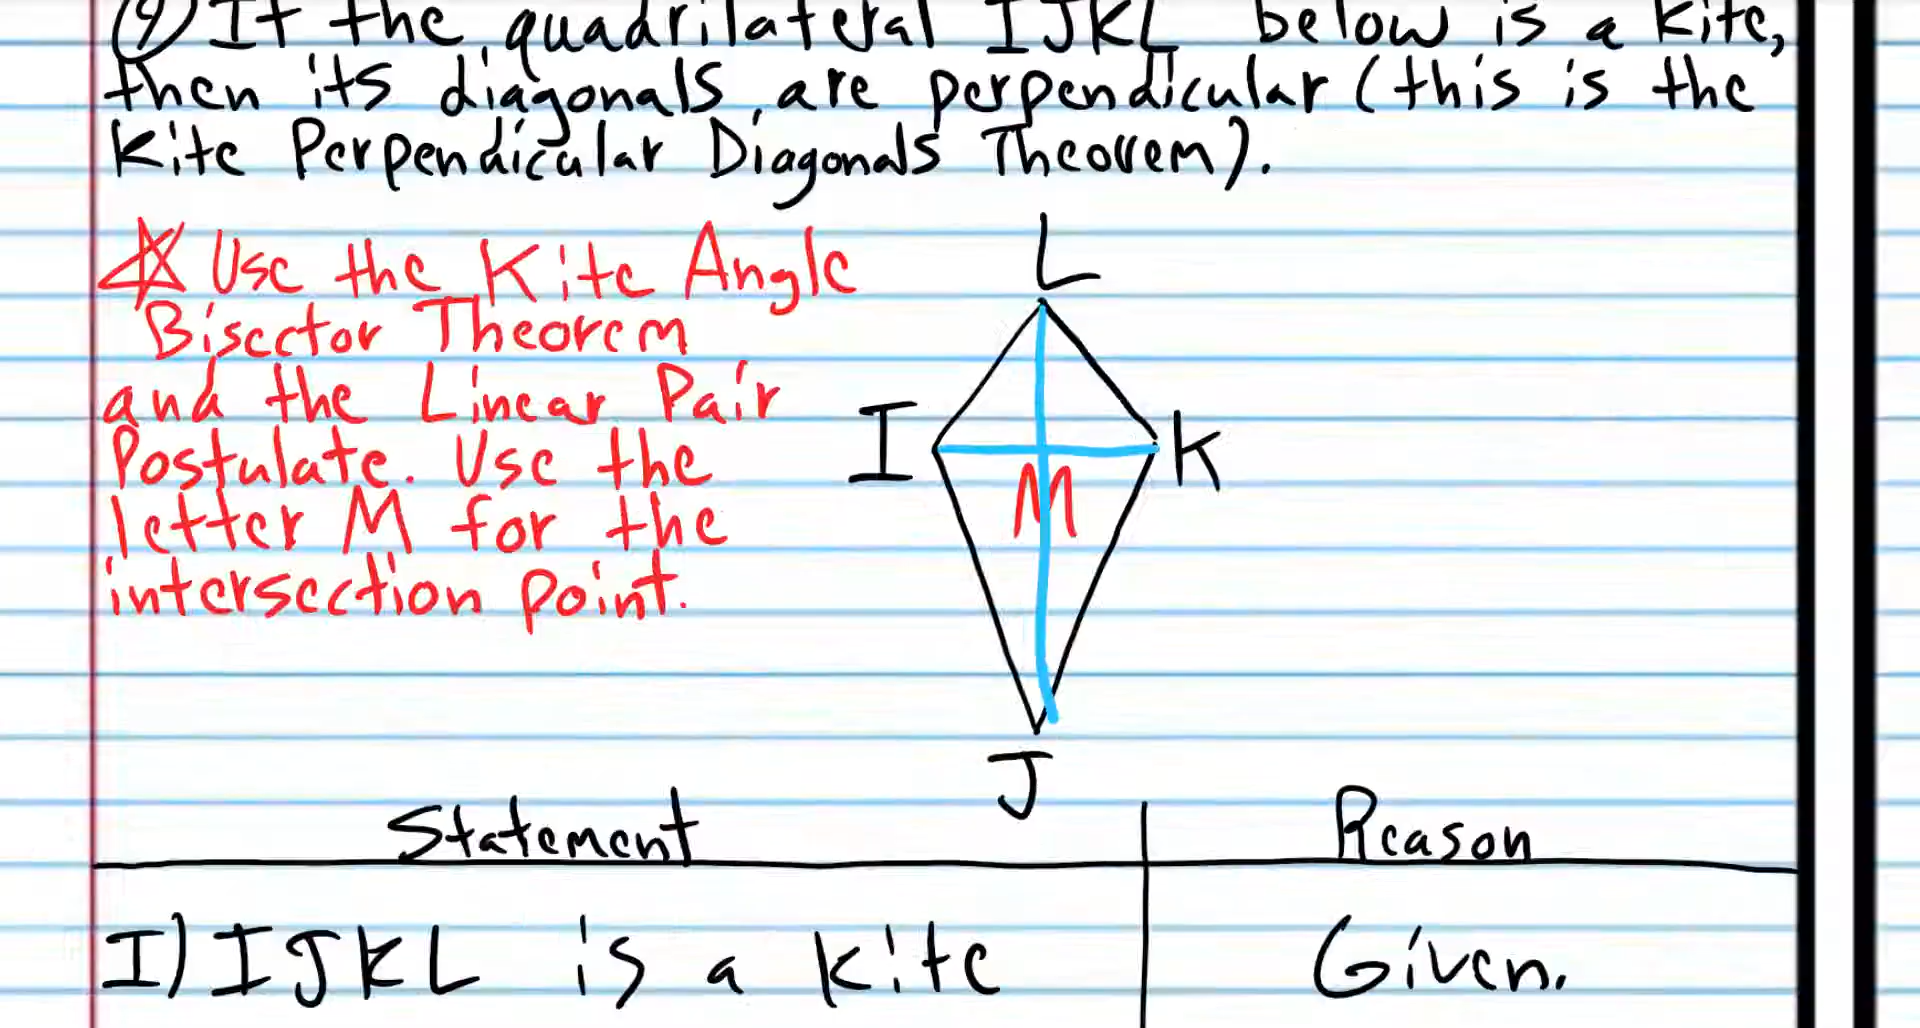 9) If the quadrilateral IJKL below is a kite,
then its diagonals are perpendicular (this is the
Kite Perpendicular Diagonals Theorem).
☆ Use the Kite Angle
Bisector Theorem
and the Linear Pair
Postulate. Use the
letter M for the
intersection point.
L
I
K
M
J
Statement Reason
I) IJKL is a kite Given.